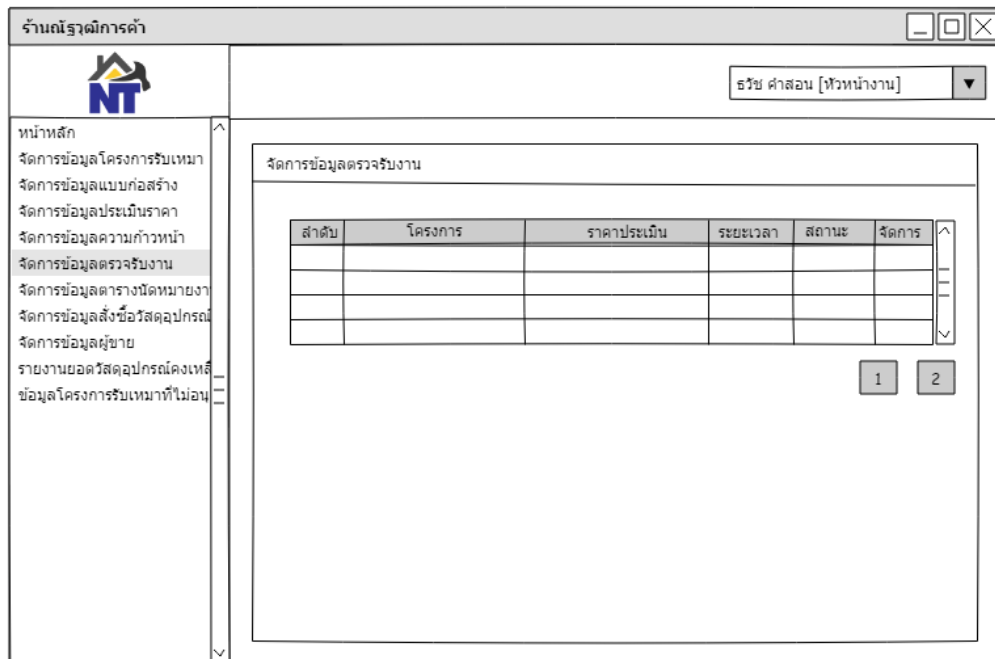 ร้านณัฐวุฒิการค้า
NT
ธวัช คำสอน [หัวหน้างาน]
หน้าหลัก
จัดการข้อมูลโครงการรับเหมา
จัดการข้อมูลแบบก่อสร้าง
จัดการข้อมูลประเมินราคา
จัดการข้อมูลความก้าวหน้า
จัดการข้อมูลตรวจรับงาน
จัดการข้อมูลตารางนัดหมายงา
จัดการข้อมูลสั่งซื้อวัสดุอุปกรณ์
จัดการข้อมูลผู้ขาย
รายงานยอดวัสดุอุปกรณ์คงเหลื
ข้อมูลโครงการรับเหมาที่ไม่อนุ
จัดการข้อมูลตรวจรับงาน
ลำดับ โครงการ ราคาประเมิน ระยะเวลา สถานะ จัดการ
1 2